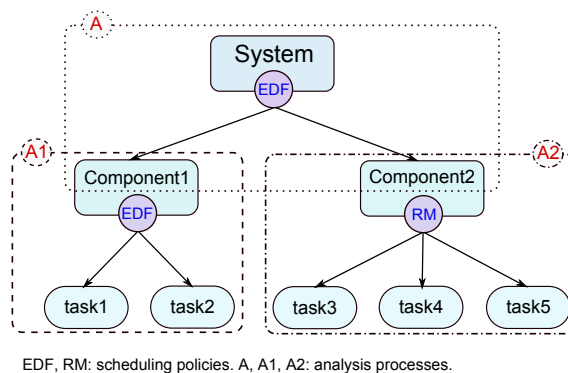 A
System
EDF
A1
A2
Component1
Component2
EDF
RM
task1
task2
task3
task4
task5
EDF, RM: scheduling policies. A, A1, A2: analysis processes.